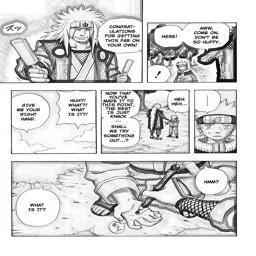 CONGRAT-
ULATIONS
FOR GETTING
THIS FAR ON
YOUR OWN!
HERE!
AWW,
COME ON.
DON'T BE
SO HUFFY.
!
GIVE ME
YOUR RIGHT
HAND.
HUH?!
WHAT?!
WHAT
IS IT?!
NOW THAT
YOU'VE
MADE IT TO
THIS POINT,
THE REST
IS JUST
KNACK.
...
SHALL
WE TRY
SOMETHING
OUT...?
HEH
HEH...
HMM?
WHAT
IS IT?